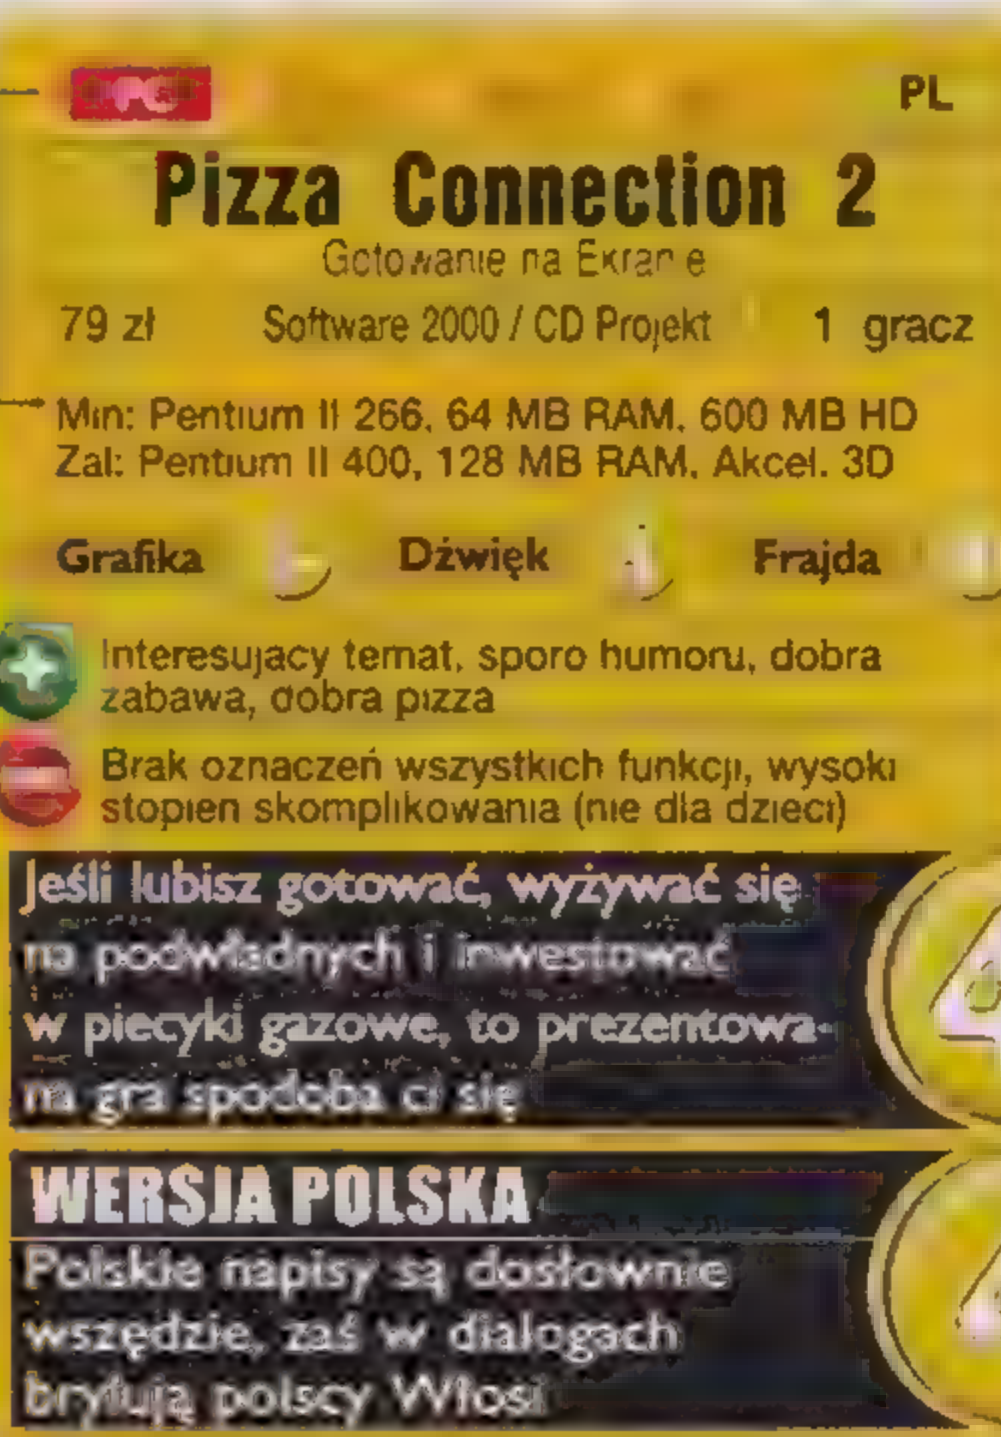 PL
Pizza Connection 2
Gotowanie na Ekranie
79 zł Software 2000 / CD Projekt 1 gracz
Min: Pentium II 266, 64 MB RAM, 600 MB HD
Zal: Pentium II 400, 128 MB RAM, Akcel. 3D
Grafika Dźwięk Frajda
Interesujacy temat, sporo humoru, dobra
zabawa, dobra pizza
Brak oznaczeń wszystkich funkcji, wysoki
stopien skomplikowania (nie dla dzieci)
Jeśli lubisz gotować, wyżywać się
na podwładnych i inwestować
w piecyki gazowe, to prezentowa-
na gra spodoba ci się
WERSJA POLSKA
Polskie napisy są dosłownie
wszędzie, zaś w dialogach
brylują polscy Włosi